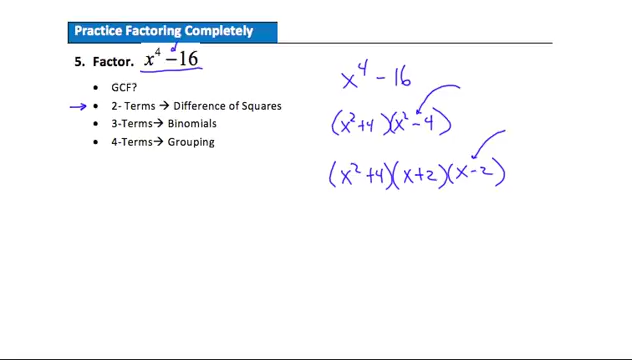 Practice Factoring Completely
5. Factor. x⁴ − 16
• GCF?
→ • 2- Terms → Difference of Squares
• 3-Terms→ Binomials
• 4-Terms→ Grouping
x⁴ − 16
(x²+4)(x²−4)
(x²+4)(x+2)(x−2)